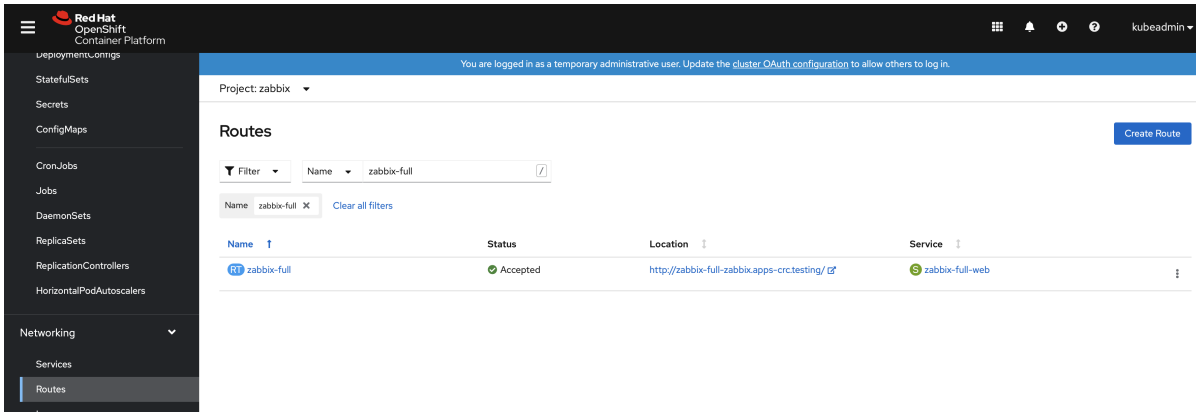 Red Hat
OpenShift
Container Platform
kubeadmin
DeploymentConfigs
StatefulSets
Secrets
ConfigMaps
CronJobs
Jobs
DaemonSets
ReplicaSets
ReplicationControllers
HorizontalPodAutoscalers
Networking
Services
Routes
You are logged in as a temporary administrative user. Update the cluster OAuth configuration to allow others to log in.
Project: zabbix
Routes
Create Route
Filter Name zabbix-full /
Name zabbix-full Clear all filters
Name Status Location Service
RT zabbix-full Accepted http://zabbix-full-zabbix.apps-crc.testing/ S zabbix-full-web